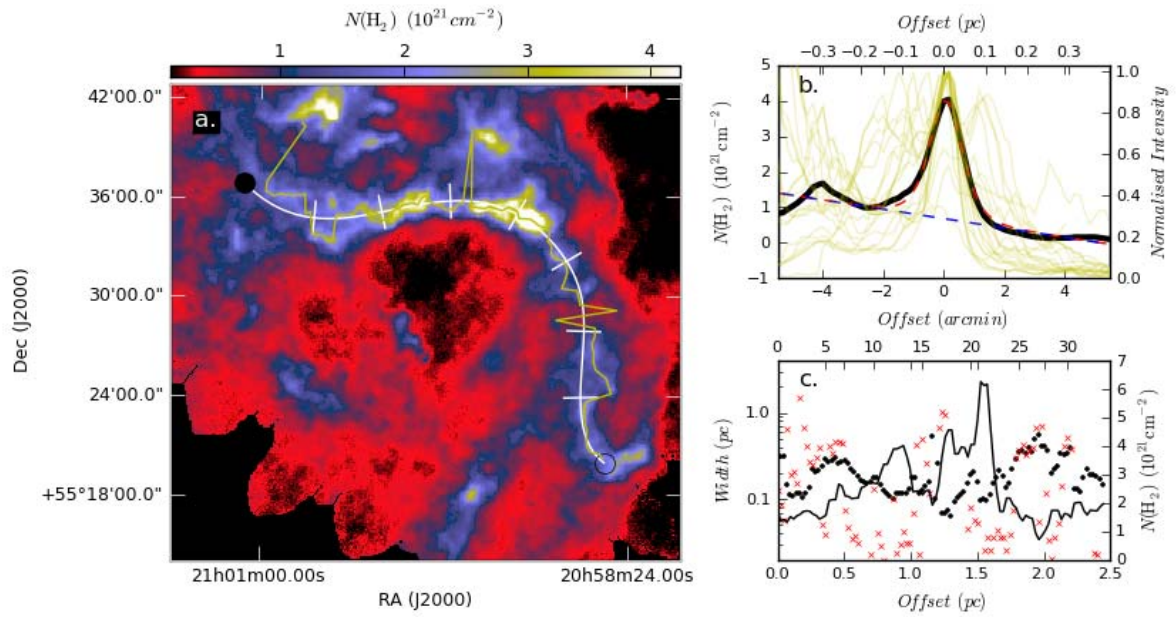 N(H₂) (10²¹ cm⁻²)
1 2 3 4
a.
42'00.0"
36'00.0"
30'00.0"
24'00.0"
+55°18'00.0"
Dec (J2000)
21h01m00.00s 20h58m24.00s
RA (J2000)
Offset (pc)
−0.3 −0.2 −0.1 0.0 0.1 0.2 0.3
b.
5
4
3
2
1
0
−1
N(H₂) (10²¹ cm⁻²)
1.0
0.8
0.6
0.4
0.2
0.0
Normalised Intensity
−4 −2 0 2 4
Offset (arcmin)
0 5 10 15 20 25 30
c.
1.0
0.1
Width (pc)
7
6
5
4
3
2
1
0
N(H₂) (10²¹ cm⁻²)
0.0 0.5 1.0 1.5 2.0 2.5
Offset (pc)